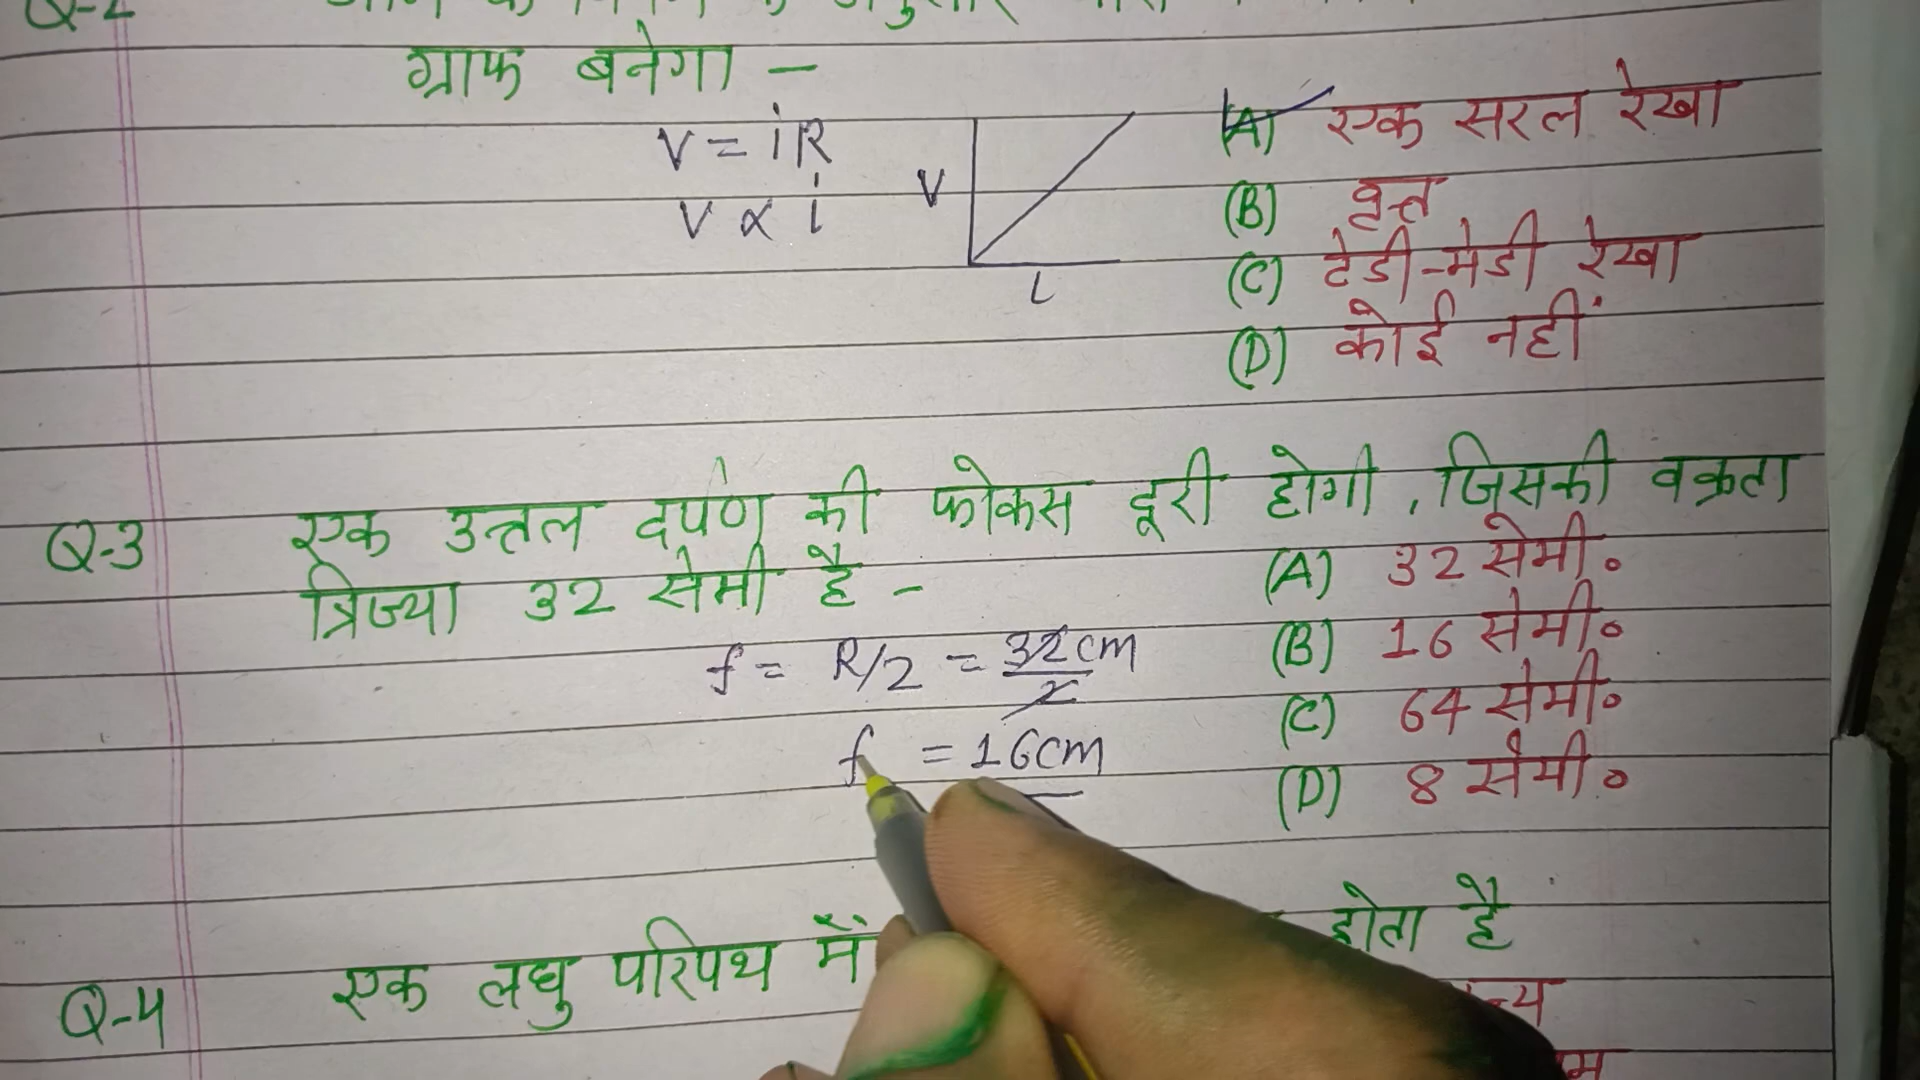 Q-2
ग्राफ बनेगा -
V = iR
V ∝ i
V
i
(A) एक सरल रेखा
(B) वृत्त
(C) टेडी-मेडी रेखा
(D) कोई नहीं
Q-3 एक उत्तल दर्पण की फोकस दूरी होगी, जिसकी वक्रता
त्रिज्या 32 सेमी है -
f = R/2 = 32cm/2
f = 16cm
(A) 32 सेमी॰
(B) 16 सेमी॰
(C) 64 सेमी॰
(D) 8 सेमी॰
Q-4 एक लघु परिपथ में होता है